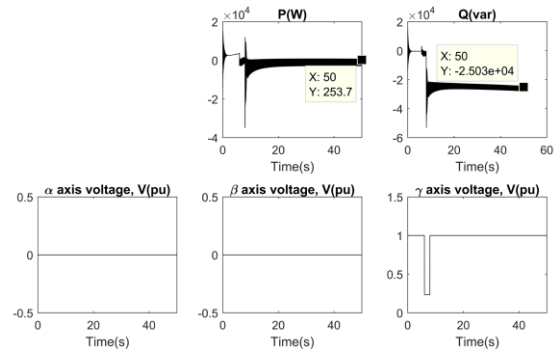 P(W)
Q(var)
×10⁴
×10⁴
2
0
-2
-4
X: 50
Y: 253.7
0 20 40
Time(s)
2
0
-2
-4
-6
X: 50
Y: -2.503e+04
0 20 40 60
Time(s)
α axis voltage, V(pu)
0.5
0
-0.5
0 20 40
Time(s)
β axis voltage, V(pu)
0.5
0
-0.5
0 20 40
Time(s)
γ axis voltage, V(pu)
1.5
1
0.5
0
0 20 40
Time(s)